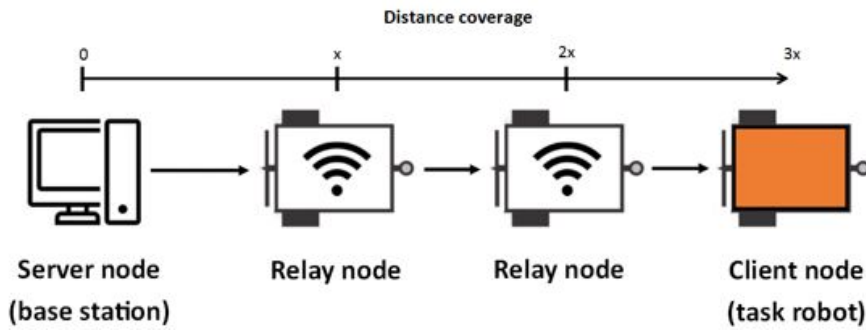 Distance coverage
0 x 2x 3x
Server node Relay node Relay node Client node
(base station) (task robot)